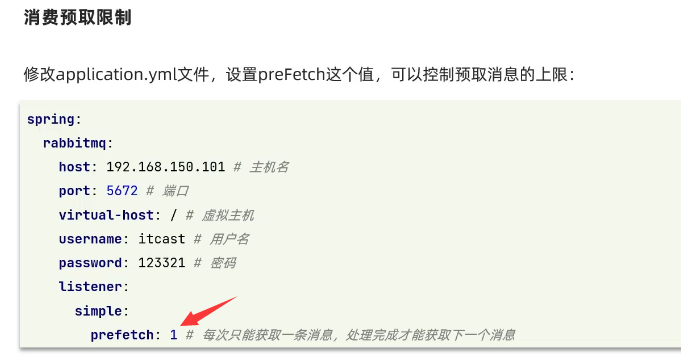 消费预取限制
修改application.yml文件，设置preFetch这个值，可以控制预取消息的上限：
spring:
  rabbitmq:
    host: 192.168.150.101 # 主机名
    port: 5672 # 端口
    virtual-host: / # 虚拟主机
    username: itcast # 用户名
    password: 123321 # 密码
    listener:
      simple:
        prefetch: 1 # 每次只能获取一条消息，处理完成才能获取下一个消息